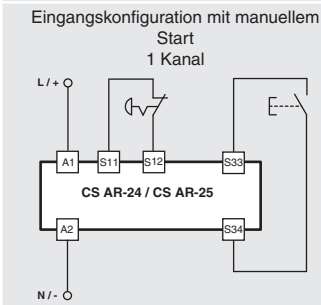 Eingangskonfiguration mit manuellem
Start
1 Kanal
L / +
A1 S11 S12 S33
CS AR-24 / CS AR-25
A2 S34
N / -